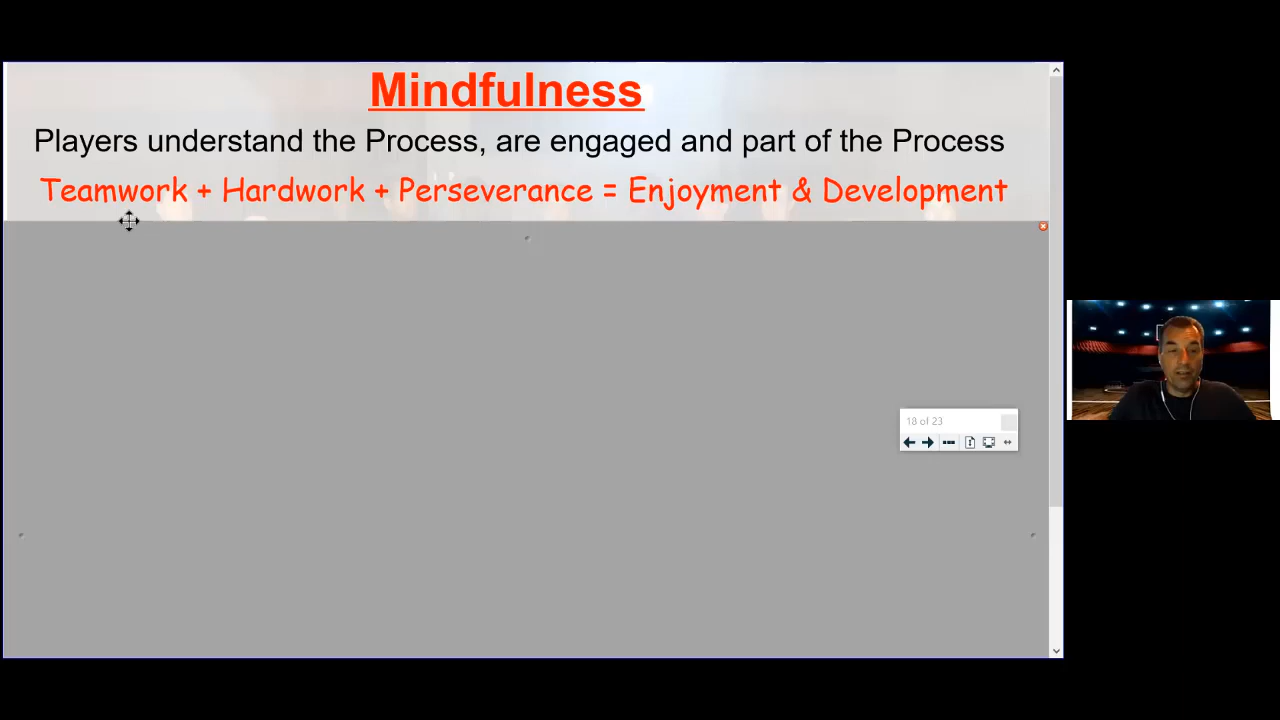 Mindfulness
Players understand the Process, are engaged and part of the Process
Teamwork + Hardwork + Perseverance = Enjoyment & Development
18 of 23